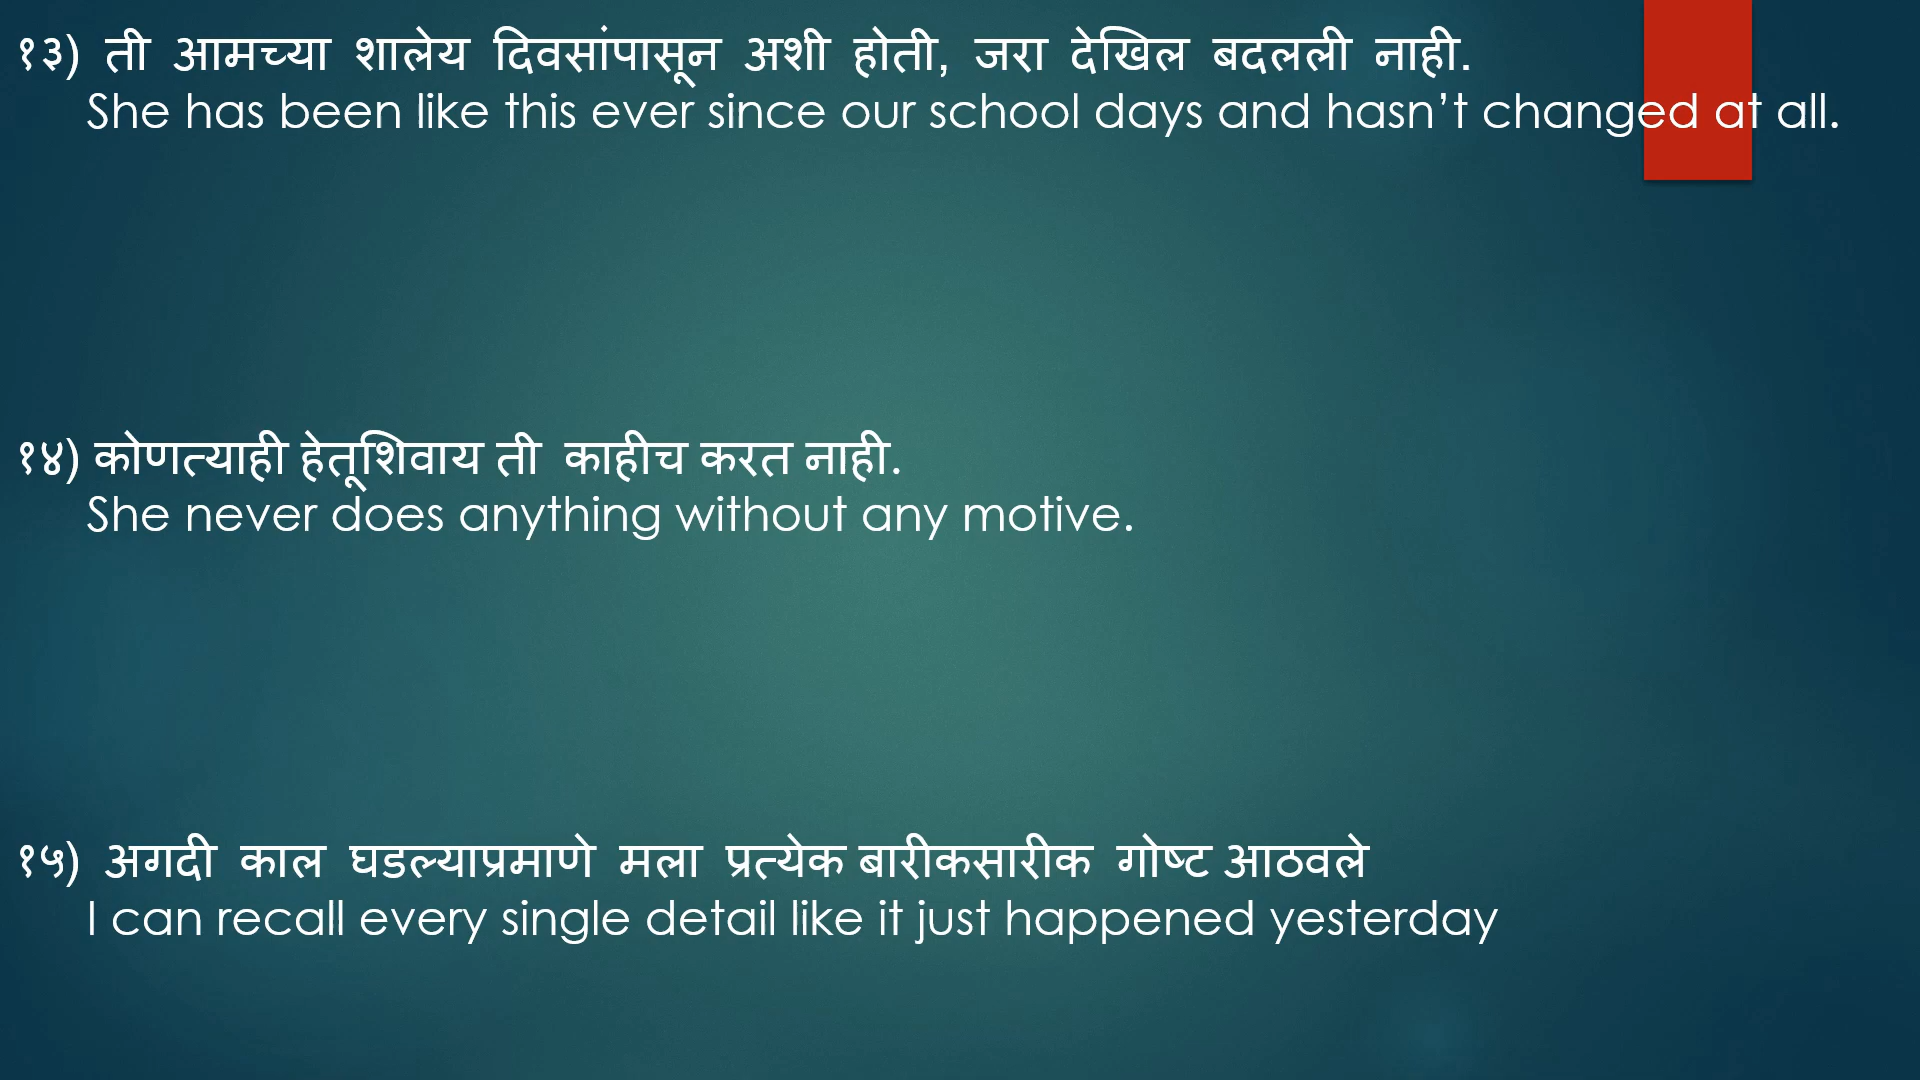 १३) ती आमच्या शालेय दिवसांपासून अशी होती, जरा देखिल बदलली नाही.
She has been like this ever since our school days and hasn’t changed at all.
१४) कोणत्याही हेतूशिवाय ती काहीच करत नाही.
She never does anything without any motive.
१५) अगदी काल घडल्याप्रमाणे मला प्रत्येक बारीकसारीक गोष्ट आठवले
I can recall every single detail like it just happened yesterday